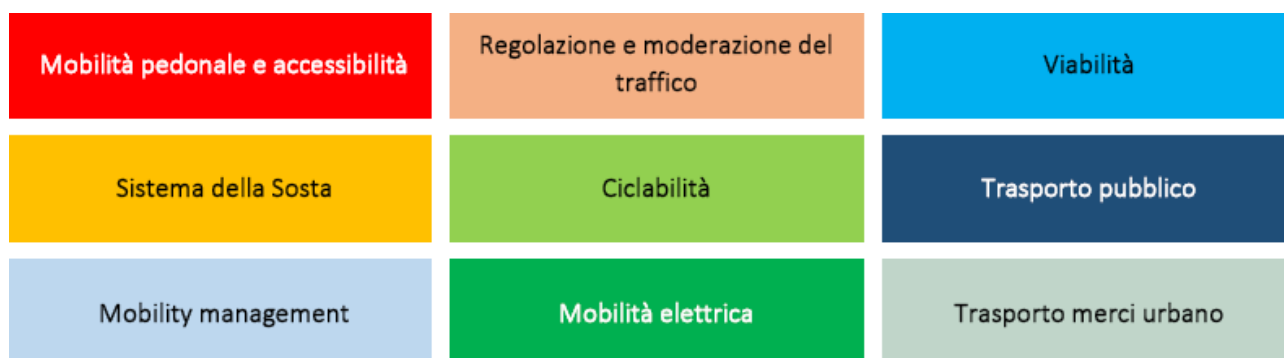 Mobilità pedonale e accessibilità
Regolazione e moderazione del
traffico
Viabilità
Sistema della Sosta
Ciclabilità
Trasporto pubblico
Mobility management
Mobilità elettrica
Trasporto merci urbano